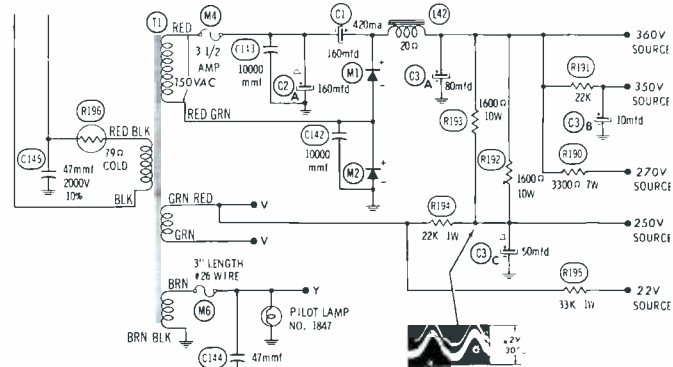 T1
RED
M4
3 1/2
AMP
150VAC
C143
10000
mmf
C2
A
160mfd
C1
160mfd
420ma
L42
20Ω
M1
C3
A
80mfd
1600Ω
10W
R193
R192
1600Ω
10W
360V
SOURCE
R191
22K
350V
SOURCE
C3
B
10mfd
R190
3300Ω 7W
270V
SOURCE
RED GRN
C142
10000
mmf
M2
R196
79Ω
COLD
RED BLK
C145
47mmf
2000V
10%
BLK
GRN RED
V
GRN
V
R194
22K 1W
250V
SOURCE
C3
C
50mfd
R195
33K 1W
22V
SOURCE
3" LENGTH
#26 WIRE
BRN
M6
Y
PILOT LAMP
NO. 1847
BRN BLK
C144
47mmf
.2V